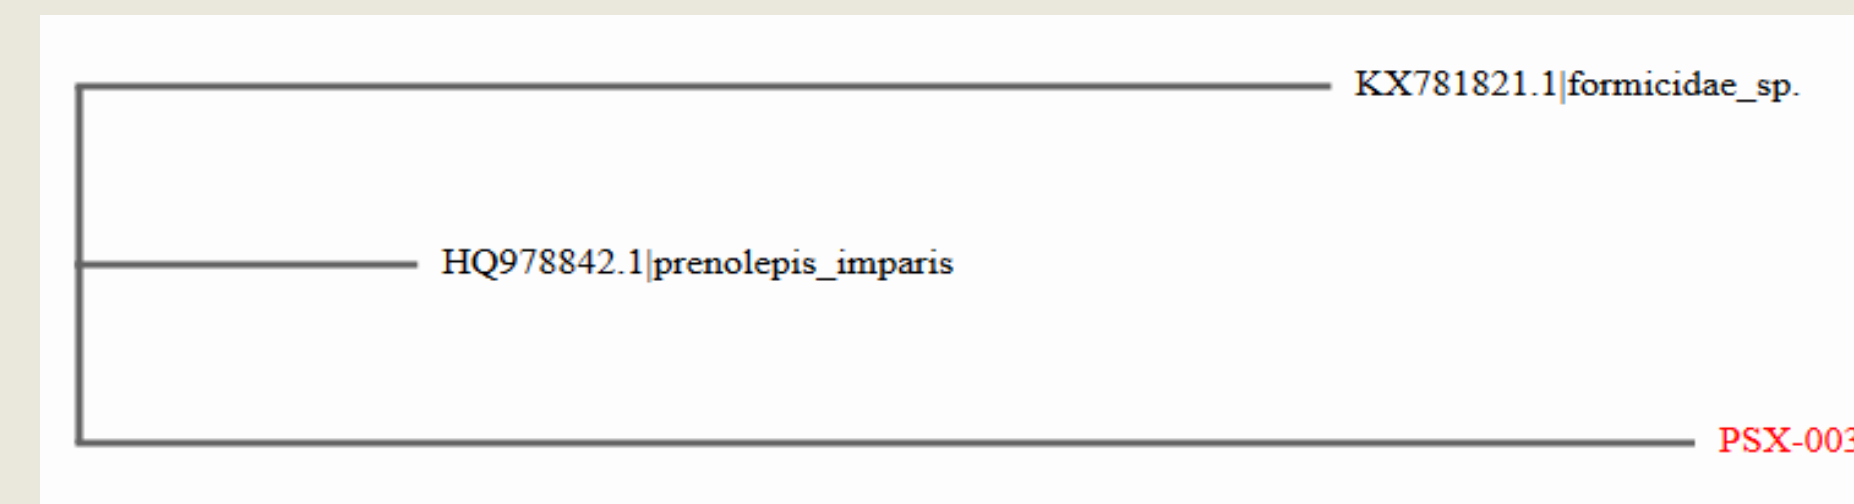 KX781821.1|formicidae_sp.
HQ978842.1|prenolepis_imparis
PSX-003